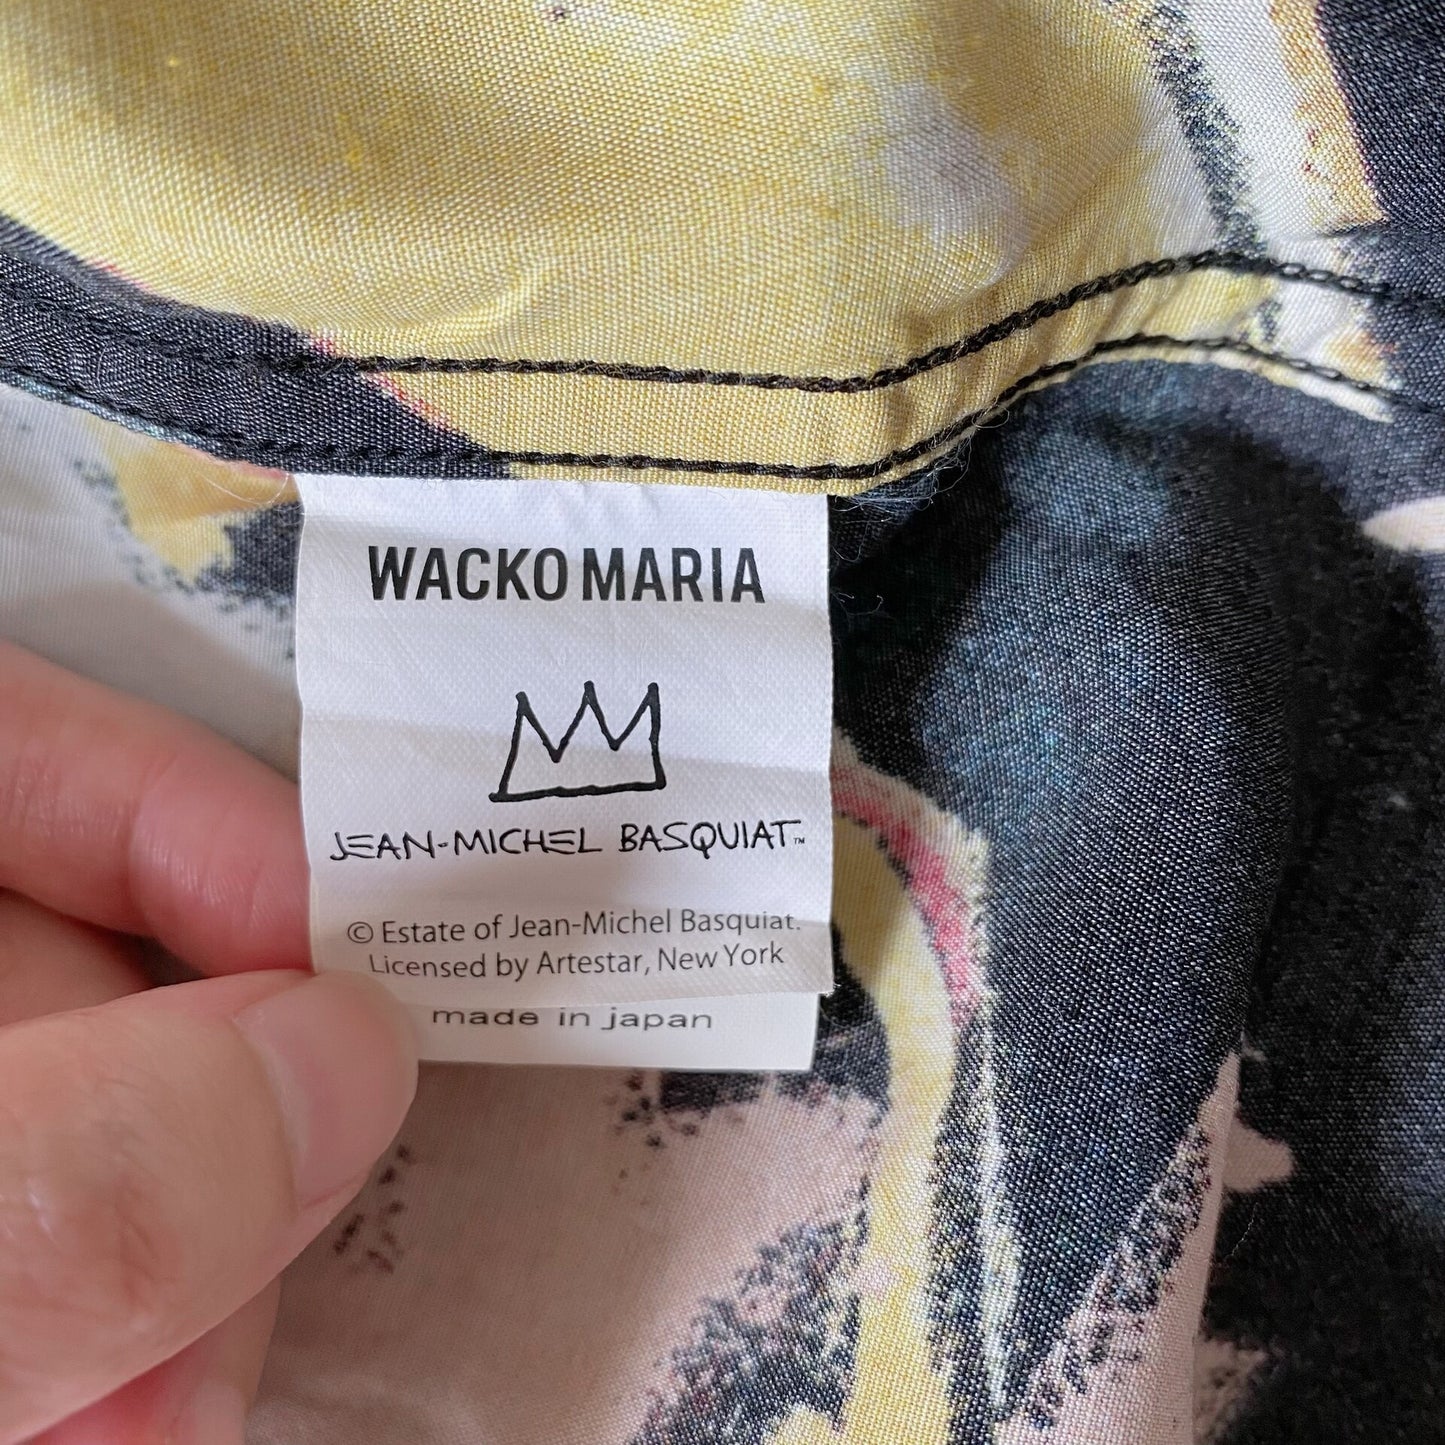 WACKO MARIA
JEAN-MICHEL BASQUIAT™
© Estate of Jean-Michel Basquiat.
Licensed by Artestar, New York
made in japan